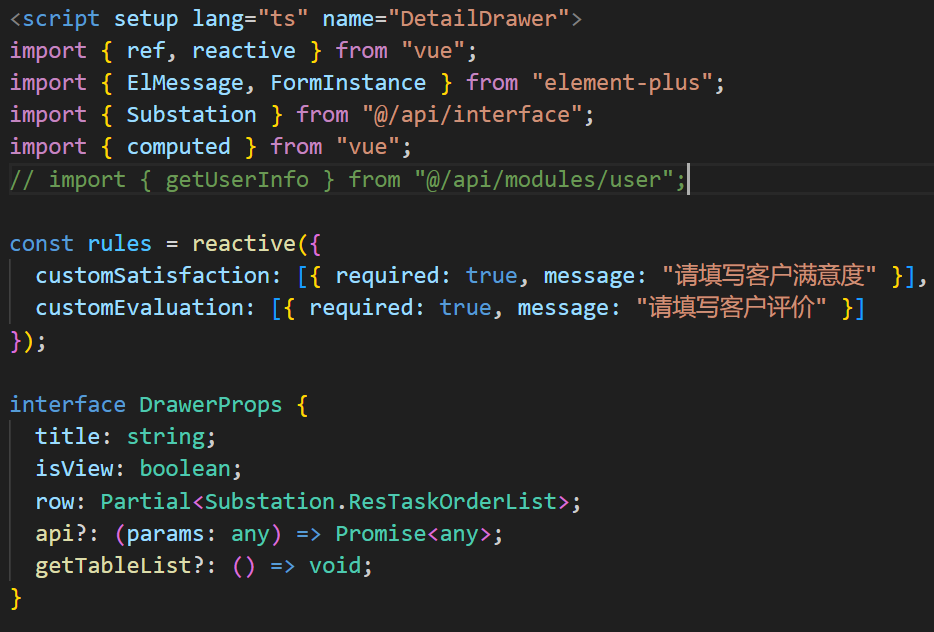 <script setup lang="ts" name="DetailDrawer">
import { ref, reactive } from "vue";
import { ElMessage, FormInstance } from "element-plus";
import { Substation } from "@/api/interface";
import { computed } from "vue";
// import { getUserInfo } from "@/api/modules/user";
const rules = reactive({
  customSatisfaction: [{ required: true, message: "请填写客户满意度" }],
  customEvaluation: [{ required: true, message: "请填写客户评价" }]
});
interface DrawerProps {
  title: string;
  isView: boolean;
  row: Partial<Substation.ResTaskOrderList>;
  api?: (params: any) => Promise<any>;
  getTableList?: () => void;
}